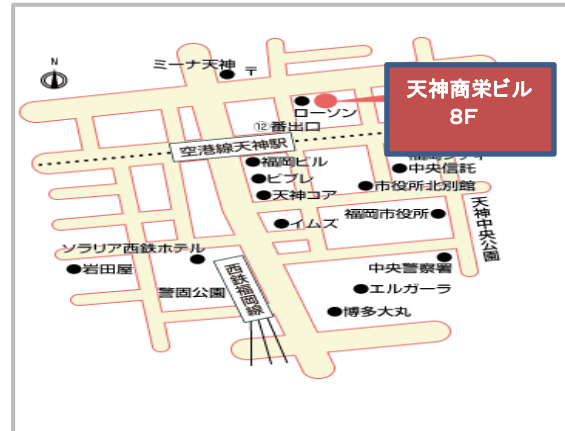 N
ミーナ天神
〒
天神商栄ビル
8F
ローソン
⑫番出口
空港線天神駅
福岡ビル
中央信託
ビブレ
市役所北別館
天神コア
福岡市役所
イムズ
天神中央公園
ソラリア西鉄ホテル
岩田屋
中央警察署
警固公園
西鉄福岡線
エルガーラ
博多大丸